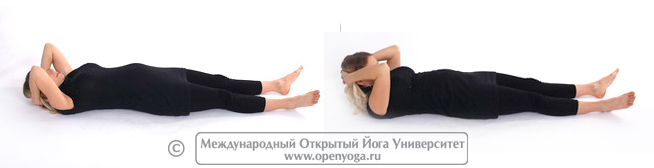 © Международный Открытый Йога Университет
www.openyoga.ru